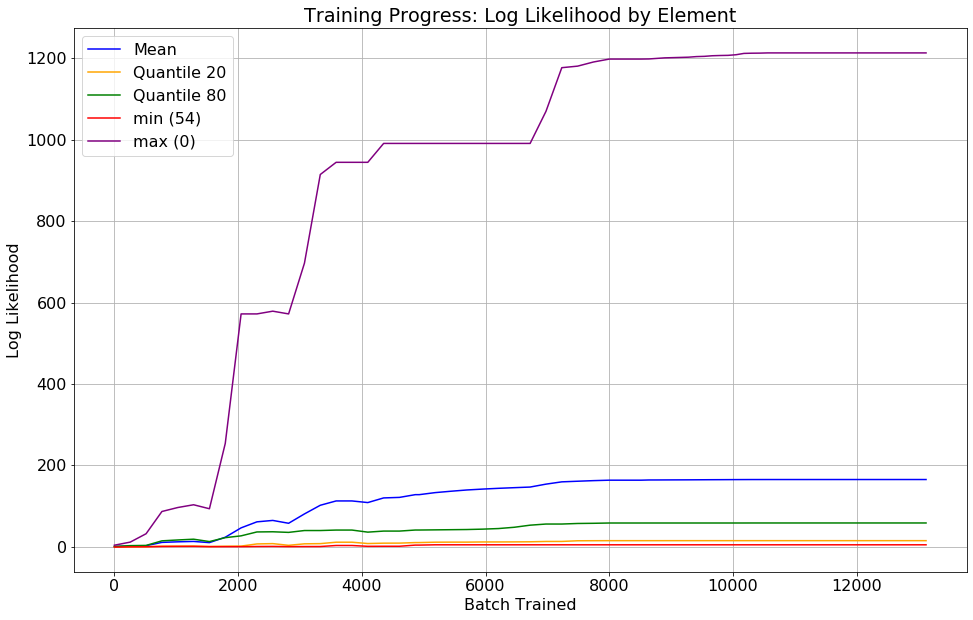 Training Progress: Log Likelihood by Element
Mean
Quantile 20
Quantile 80
min (54)
max (0)
Log Likelihood
1200
1000
800
600
400
200
0
0 2000 4000 6000 8000 10000 12000
Batch Trained